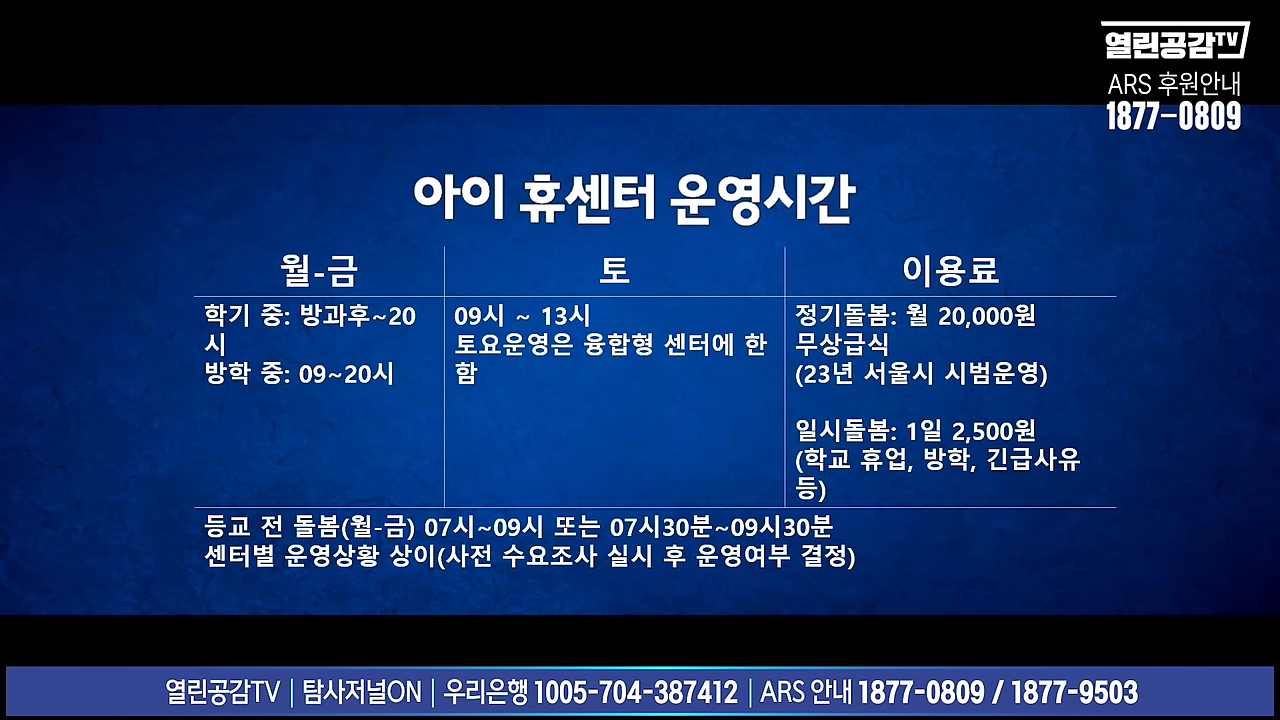 열린공감TV
ARS 후원안내
1877-0809
아이 휴센터 운영시간
월-금
토
이용료
학기 중: 방과후~20
시
방학 중: 09~20시
09시 ~ 13시
토요운영은 융합형 센터에 한
함
정기돌봄: 월 20,000원
무상급식
(23년 서울시 시범운영)
일시돌봄: 1일 2,500원
(학교 휴업, 방학, 긴급사유
등)
등교 전 돌봄(월-금) 07시~09시 또는 07시30분~09시30분
센터별 운영상황 상이(사전 수요조사 실시 후 운영여부 결정)
열린공감TV | 탐사저널ON | 우리은행 1005-704-387412 | ARS 안내 1877-0809 / 1877-9503